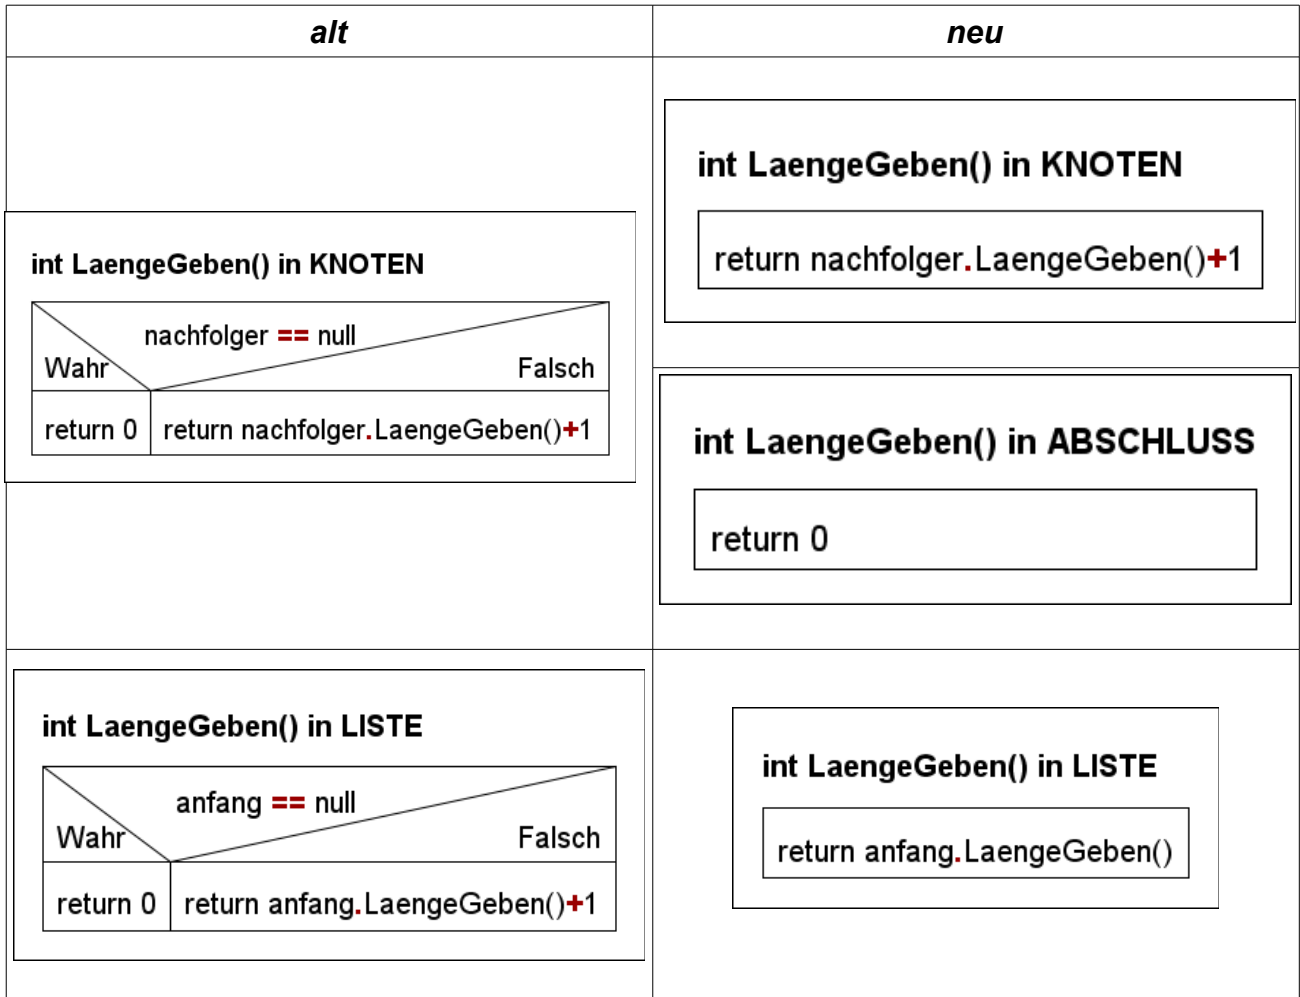 alt
neu
int LaengeGeben() in KNOTEN
nachfolger == null
Wahr
Falsch
return 0
return nachfolger.LaengeGeben()+1
int LaengeGeben() in KNOTEN
return nachfolger.LaengeGeben()+1
int LaengeGeben() in ABSCHLUSS
return 0
int LaengeGeben() in LISTE
anfang == null
Wahr
Falsch
return 0
return anfang.LaengeGeben()+1
int LaengeGeben() in LISTE
return anfang.LaengeGeben()